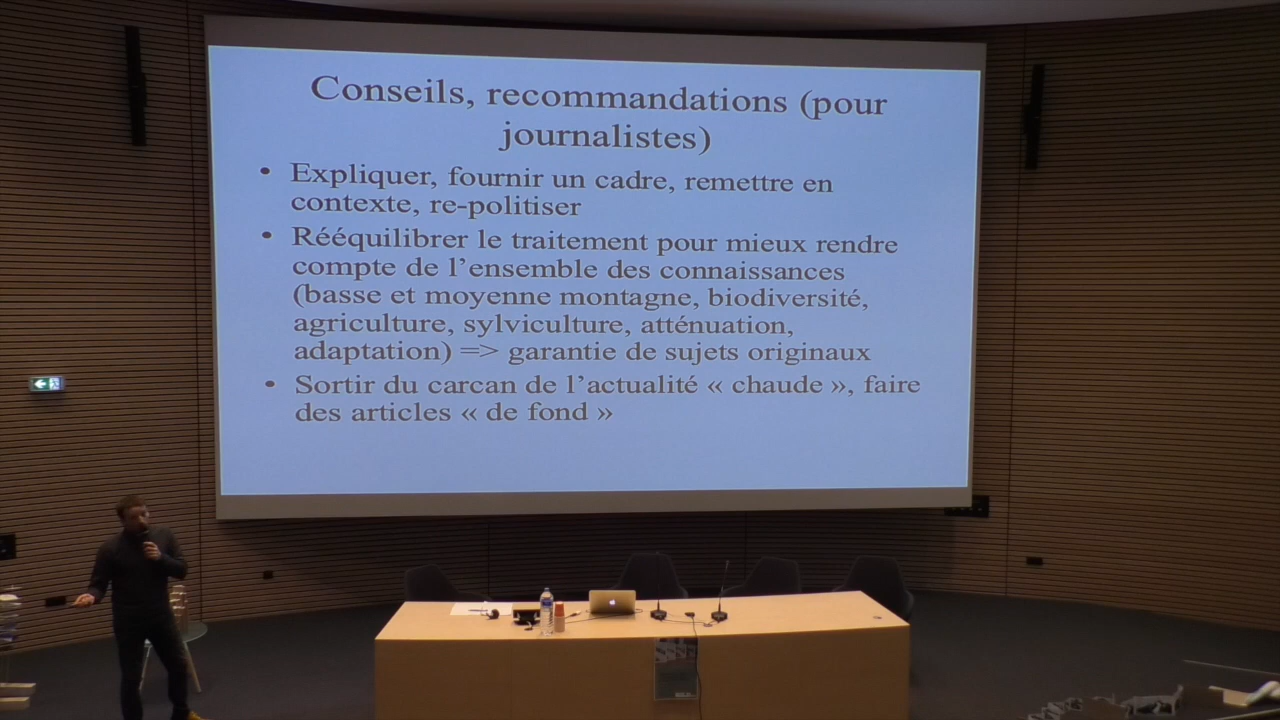 Conseils, recommandations (pour
journalistes)
• Expliquer, fournir un cadre, remettre en
contexte, re-politiser
• Rééquilibrer le traitement pour mieux rendre
compte de l’ensemble des connaissances
(basse et moyenne montagne, biodiversité,
agriculture, sylviculture, atténuation,
adaptation) => garantie de sujets originaux
• Sortir du carcan de l’actualité « chaude », faire
des articles « de fond »